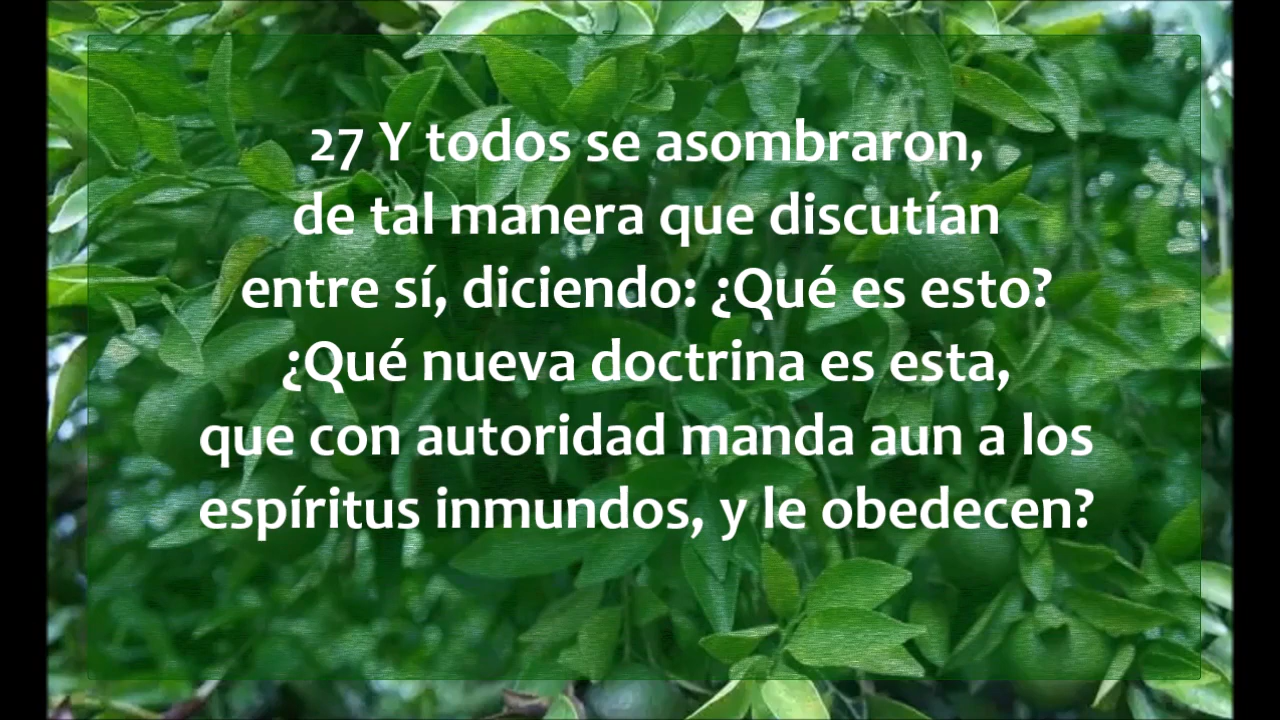 27 Y todos se asombraron,
de tal manera que discutían
entre sí, diciendo: ¿Qué es esto?
¿Qué nueva doctrina es esta,
que con autoridad manda aun a los
espíritus inmundos, y le obedecen?